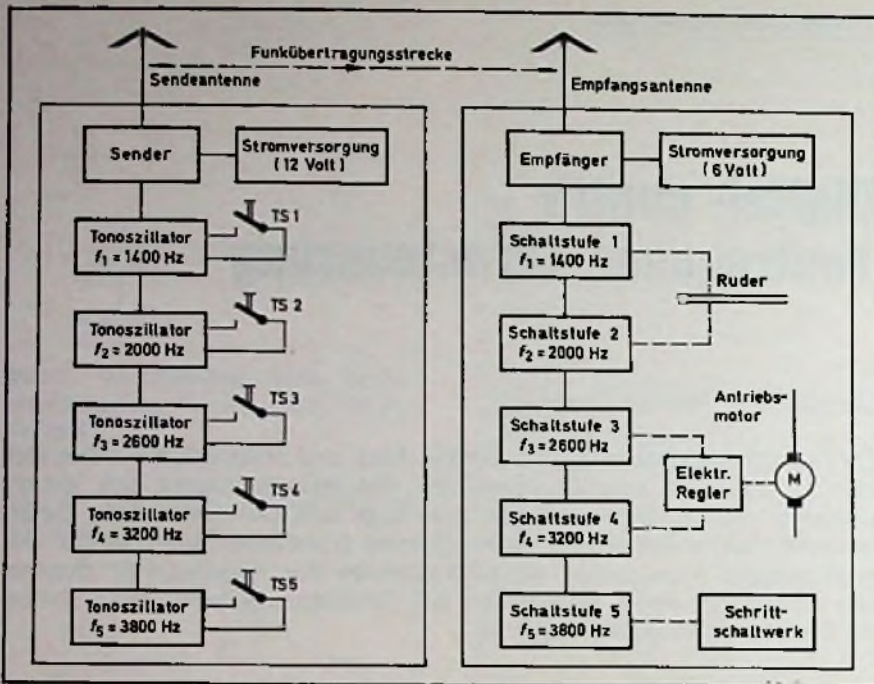 Funkübertragungsstrecke
Sendeantenne
Sender
Stromversorgung
(12 Volt)
Tonoszillator
f₁ = 1400 Hz
TS 1
Tonoszillator
f₂ = 2000 Hz
TS 2
Tonoszillator
f₃ = 2600 Hz
TS 3
Tonoszillator
f₄ = 3200 Hz
TS 4
Tonoszillator
f₅ = 3800 Hz
TS 5
Empfangsantenne
Empfänger
Stromversorgung
(6 Volt)
Schaltstufe 1
f₁ = 1400 Hz
Ruder
Schaltstufe 2
f₂ = 2000 Hz
Schaltstufe 3
f₃ = 2600 Hz
Antriebs-
motor
Elektr.
Regler
M
Schaltstufe 4
f₄ = 3200 Hz
Schaltstufe 5
f₅ = 3800 Hz
Schritt-
schaltwerk